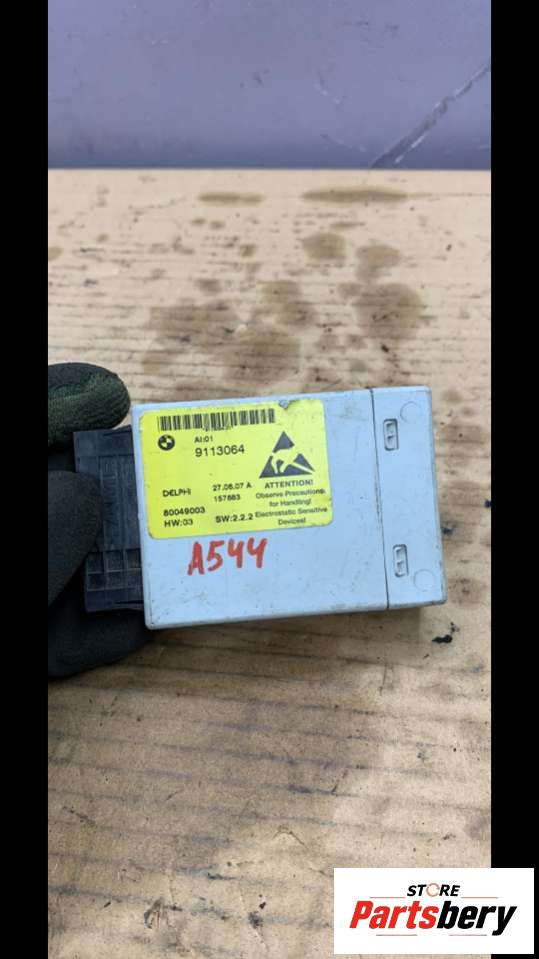 AI:01
9113064
DELPHI 27.06.07 A
157683
80049003
HW:03 SW:2.2.2
ATTENTION!
Observe Precautions
for Handling!
Electrostatic Sensitive
Devices!
A544
STORE
Partsbery